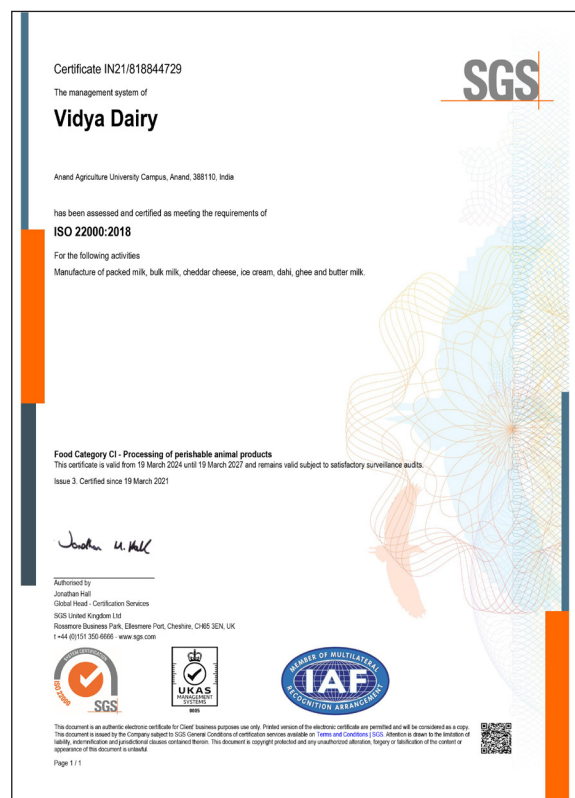 Certificate IN21/818844729
SGS
The management system of
Vidya Dairy
Anand Agriculture University Campus, Anand, 388110, India
has been assessed and certified as meeting the requirements of
ISO 22000:2018
For the following activities
Manufacture of packed milk, bulk milk, cheddar cheese, ice cream, dahi, ghee and butter milk.
Food Category CI - Processing of perishable animal products
This certificate is valid from 19 March 2024 until 19 March 2027 and remains valid subject to satisfactory surveillance audits.
Issue 3. Certified since 19 March 2021
Jonathan M. Hall
Authorised by
Jonathan Hall
Global Head - Certification Services
SGS United Kingdom Ltd
Rossmore Business Park, Ellesmere Port, Cheshire, CH65 3EN, UK
t +44 (0)151 350-6666 - www.sgs.com
SYSTEM CERTIFICATION
ISO 22000
SGS
UKAS
MANAGEMENT
SYSTEMS
0005
MEMBER OF MULTILATERAL
IAF
RECOGNITION ARRANGEMENT
This document is an authentic electronic certificate for Client' business purposes use only. Printed version of the electronic certificate are permitted and will be considered as a copy.
This document is issued by the Company subject to SGS General Conditions of certification services available on Terms and Conditions | SGS. Attention is drawn to the limitation of
liability, indemnification and jurisdictional clauses contained therein. This document is copyright protected and any unauthorized alteration, forgery or falsification of the content or
appearance of this document is unlawful.
Page 1 / 1